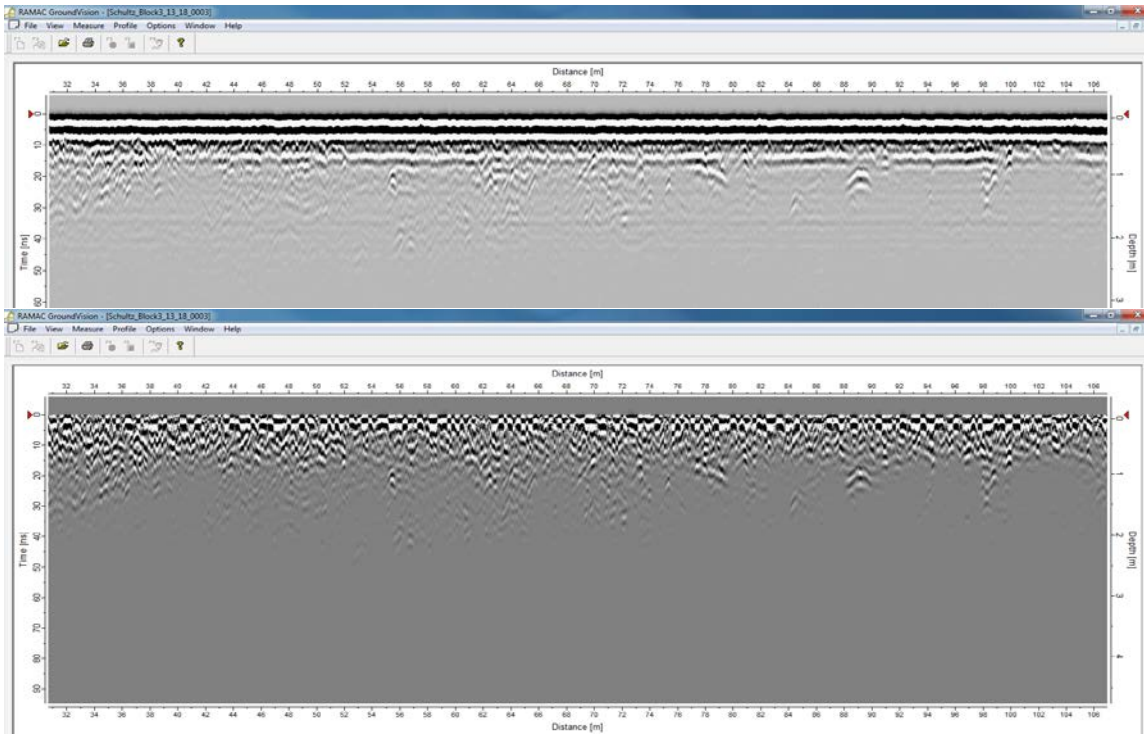 RAMAC GroundVision - [Schultz_Block3_13_18_0003]
File View Measure Profile Options Window Help
Distance [m]
32 34 36 38 40 42 44 46 48 50 52 54 56 58 60 62 64 66 68 70 72 74 76 78 80 82 84 86 88 90 92 94 96 98 100 102 104 106
0 10 20 30 40 50 60
Time [ns]
0 1 2 3
Depth [m]
RAMAC GroundVision - [Schultz_Block3_13_18_0003]
File View Measure Profile Options Window Help
Distance [m]
32 34 36 38 40 42 44 46 48 50 52 54 56 58 60 62 64 66 68 70 72 74 76 78 80 82 84 86 88 90 92 94 96 98 100 102 104 106
0 10 20 30 40 50 60 70 80 90
Time [ns]
0 1 2 3 4
Depth [m]
32 34 36 38 40 42 44 46 48 50 52 54 56 58 60 62 64 66 68 70 72 74 76 78 80 82 84 86 88 90 92 94 96 98 100 102 104 106
Distance [m]